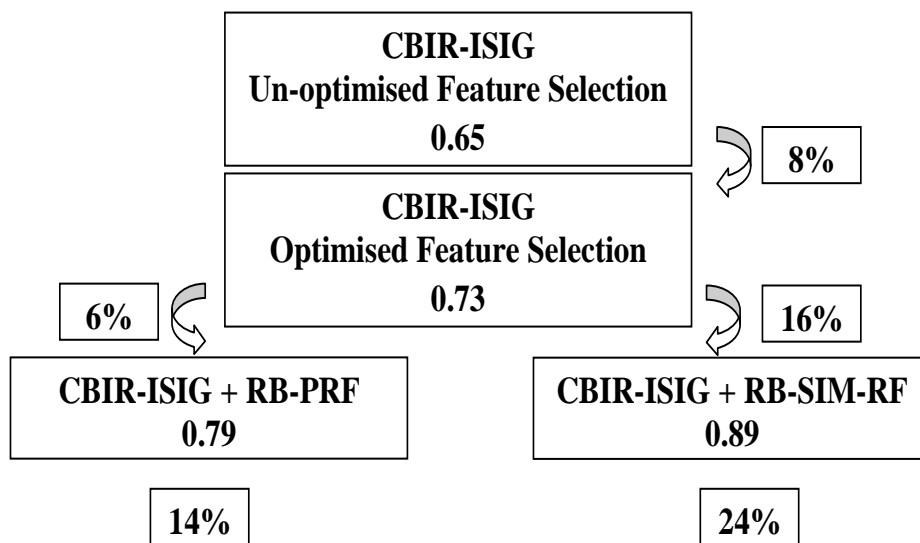 CBIR-ISIG
Un-optimised Feature Selection
0.65
8%
CBIR-ISIG
Optimised Feature Selection
0.73
6%
16%
CBIR-ISIG + RB-PRF
0.79
CBIR-ISIG + RB-SIM-RF
0.89
14%
24%